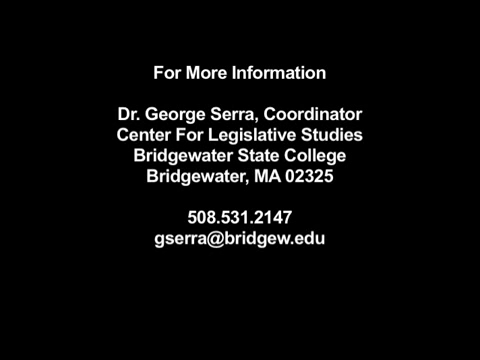 For More Information
Dr. George Serra, Coordinator
Center For Legislative Studies
Bridgewater State College
Bridgewater, MA 02325
508.531.2147
gserra@bridgew.edu